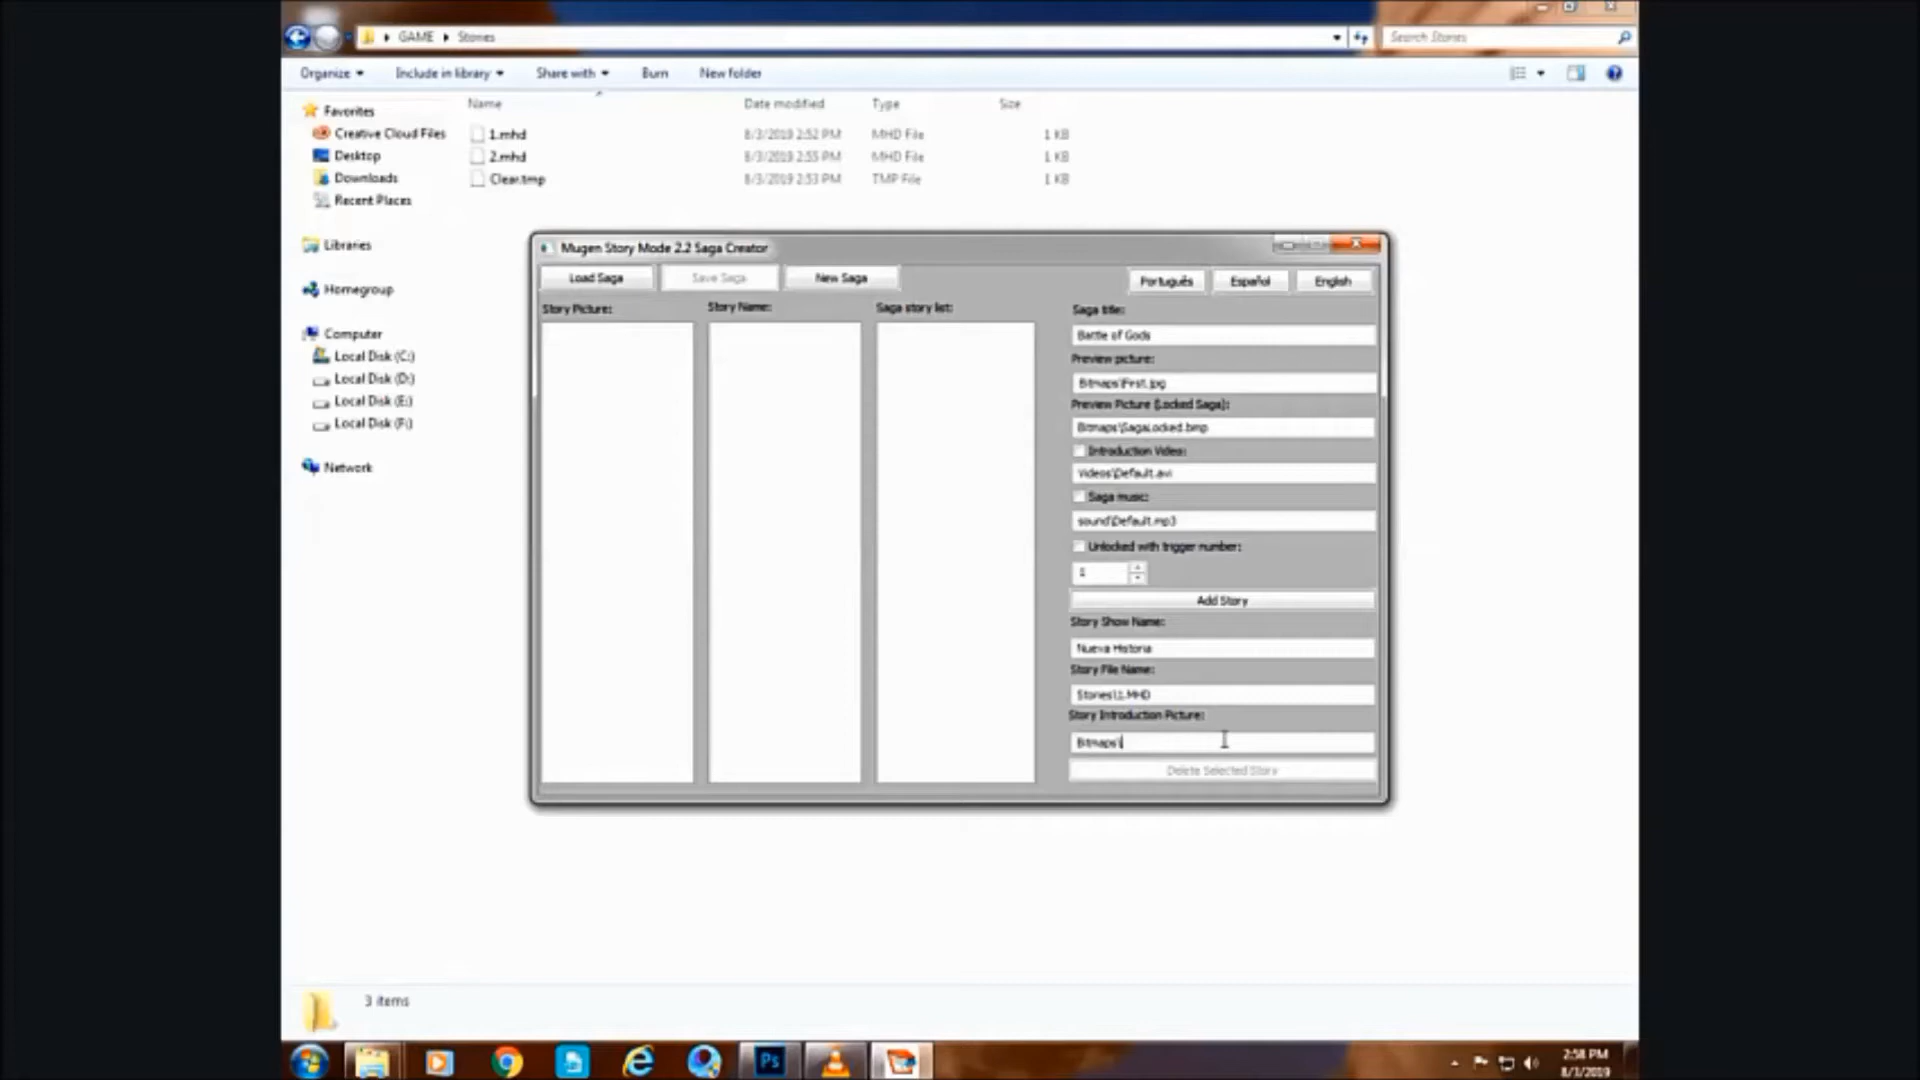 GAME Stories
Search Stories
Organize Include in library Share with Burn New folder
Name Date modified Type Size
Favorites
Creative Cloud Files
Desktop
Downloads
Recent Places
Libraries
Homegroup
Computer
Local Disk (C:)
Local Disk (D:)
Local Disk (E:)
Local Disk (F:)
Network
1.mhd 8/3/2019 2:52 PM MHD File 1 KB
2.mhd 8/3/2019 2:55 PM MHD File 1 KB
Clear.tmp 8/3/2019 2:53 PM TMP File 1 KB
Mugen Story Mode 2.2 Saga Creator
Load Saga Save Saga New Saga
Português Español English
Story Picture: Story Name: Saga story list:
Saga title:
Battle of Gods
Preview picture:
Bitmaps\First.jpg
Preview Picture (Locked Saga):
Bitmaps\SagaLocked.bmp
Introduction Video:
Videos\Default.avi
Saga music:
sound\Default.mp3
Unlocked with trigger number:
1
Add Story
Story Show Name:
Nueva Historia
Story File Name:
Stories\1.MHD
Story Introduction Picture:
Bitmaps\
Delete Selected Story
3 items
Ps
2:58 PM
8/3/2019